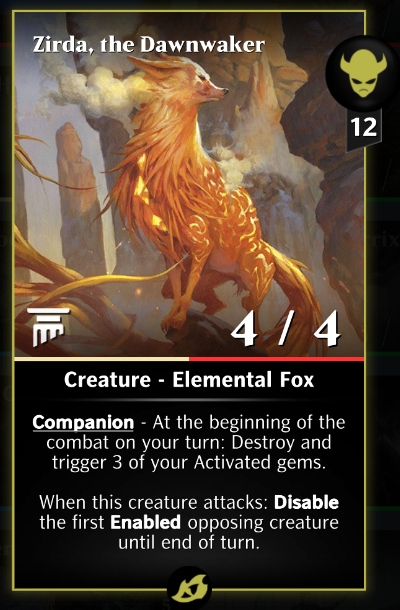 Zirda, the Dawnwaker
12
4 / 4
Creature - Elemental Fox
Companion - At the beginning of the
combat on your turn: Destroy and
trigger 3 of your Activated gems.
When this creature attacks: Disable
the first Enabled opposing creature
until end of turn.